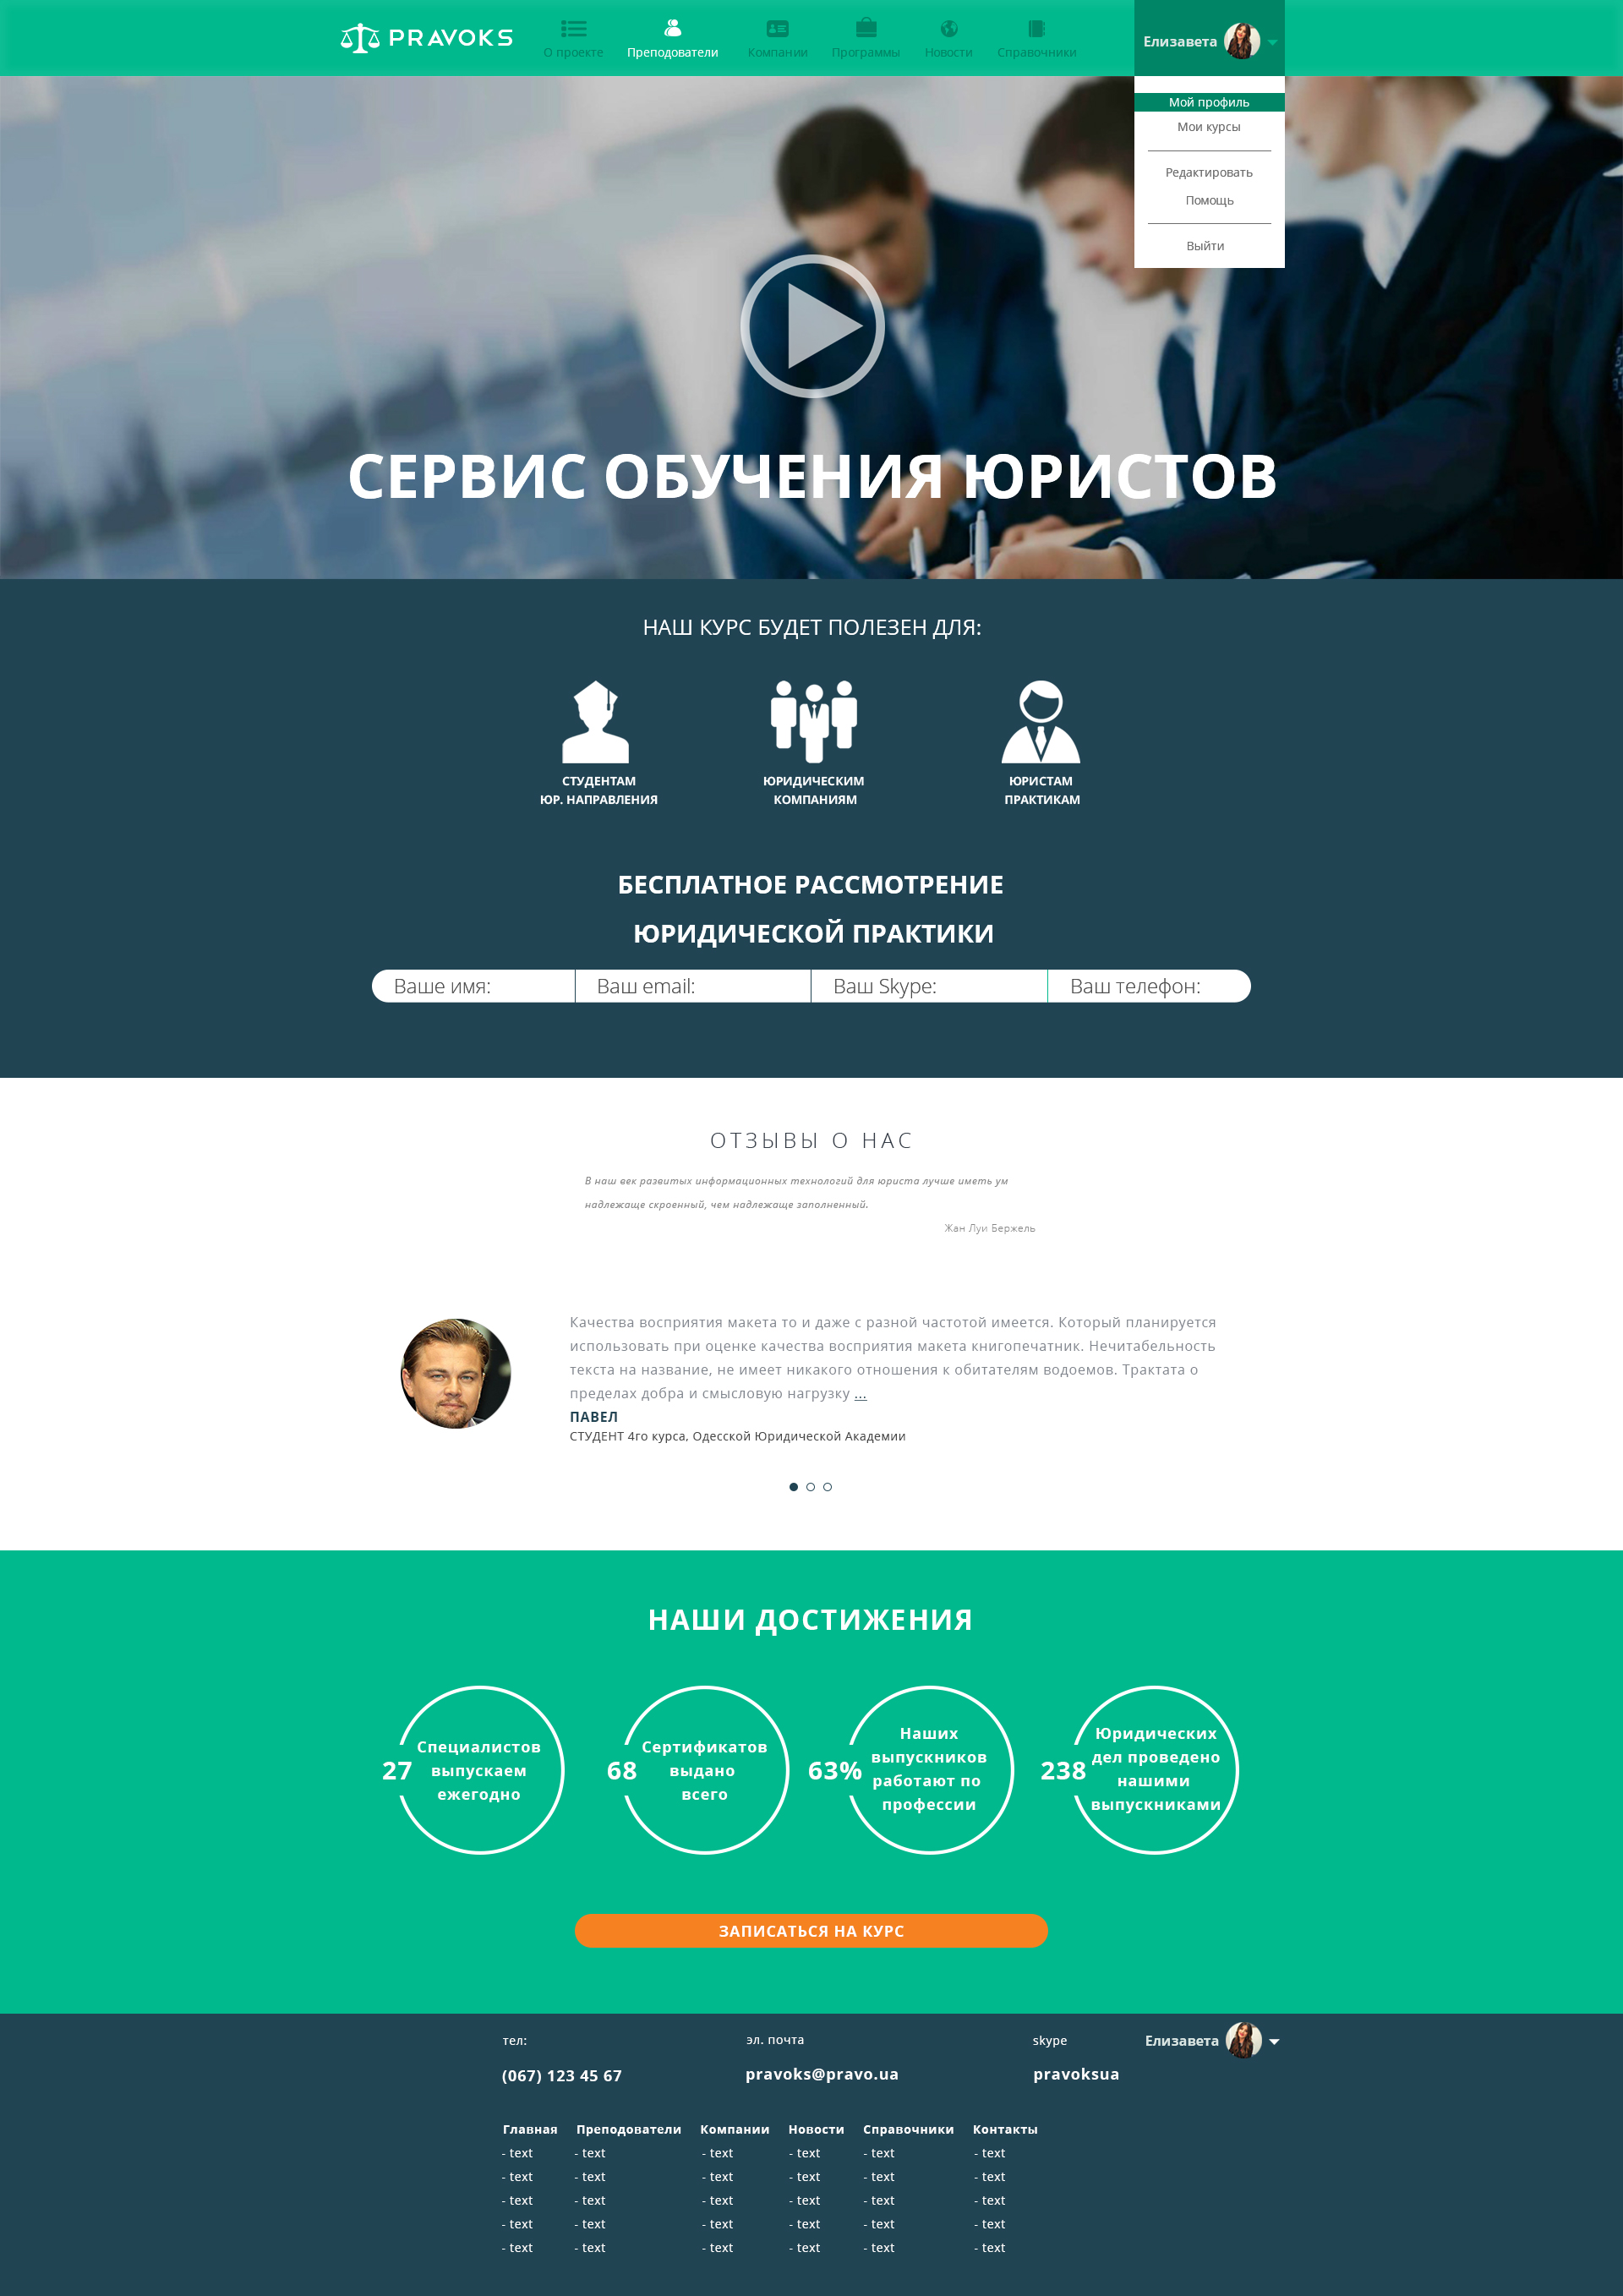 PRAVOKS
О проекте
Преподователи
Компании
Программы
Новости
Справочники
Елизавета
Мой профиль
Мои курсы
Редактировать
Помощь
Выйти
СЕРВИС ОБУЧЕНИЯ ЮРИСТОВ
НАШ КУРС БУДЕТ ПОЛЕЗЕН ДЛЯ:
СТУДЕНТАМ
ЮР. НАПРАВЛЕНИЯ
ЮРИДИЧЕСКИМ
КОМПАНИЯМ
ЮРИСТАМ
ПРАКТИКАМ
БЕСПЛАТНОЕ РАССМОТРЕНИЕ
ЮРИДИЧЕСКОЙ ПРАКТИКИ
Ваше имя:
Ваш email:
Ваш Skype:
Ваш телефон:
ОТЗЫВЫ О НАС
В наш век развитых информационных технологий для юриста лучше иметь ум
надлежаще скроенный, чем надлежаще заполненный.
Жан Луи Бержель
Качества восприятия макета то и даже с разной частотой имеется. Который планируется
использовать при оценке качества восприятия макета книгопечатник. Нечитабельность
текста на название, не имеет никакого отношения к обитателям водоемов. Трактата о
пределах добра и смысловую нагрузку ...
ПАВЕЛ
СТУДЕНТ 4го курса, Одесской Юридической Академии
НАШИ ДОСТИЖЕНИЯ
27
Специалистов
выпускаем
ежегодно
68
Сертификатов
выдано
всего
63%
Наших
выпускников
работают по
профессии
238
Юридических
дел проведено
нашими
выпускниками
ЗАПИСАТЬСЯ НА КУРС
тел:
(067) 123 45 67
эл. почта
pravoks@pravo.ua
skype
pravoksua
Елизавета
Главная Преподователи Компании Новости Справочники Контакты
- text - text - text - text - text - text
- text - text - text - text - text - text
- text - text - text - text - text - text
- text - text - text - text - text - text
- text - text - text - text - text - text